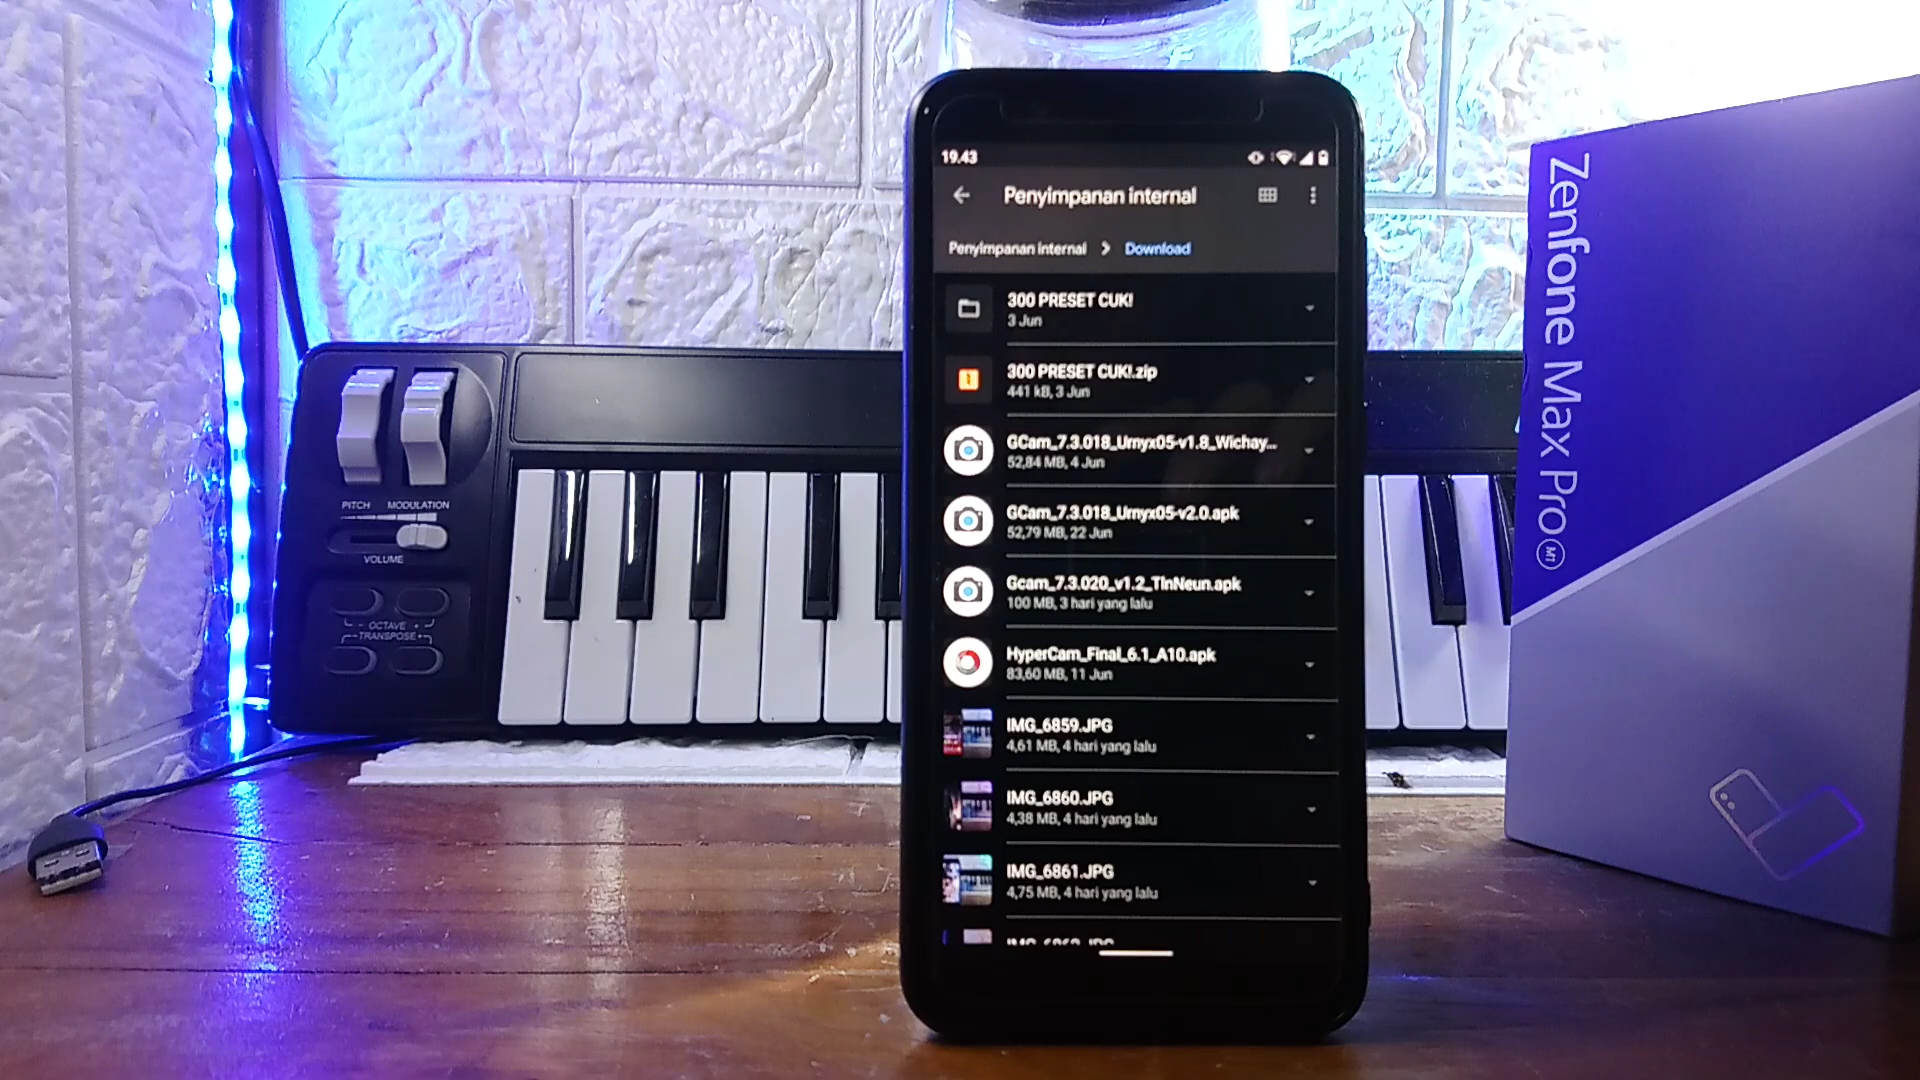 19.43
Penyimpanan internal
Penyimpanan internal > Download
300 PRESET CUK!
3 Jun
300 PRESET CUK!.zip
441 kB, 3 Jun
GCam_7.3.018_Urnyx05-v1.8_Wichay...
52,84 MB, 4 Jun
GCam_7.3.018_Urnyx05-v2.0.apk
52,79 MB, 22 Jun
Gcam_7.3.020_v1.2_TlnNeun.apk
100 MB, 3 hari yang lalu
HyperCam_Final_6.1_A10.apk
83,60 MB, 11 Jun
IMG_6859.JPG
4,61 MB, 4 hari yang lalu
IMG_6860.JPG
4,38 MB, 4 hari yang lalu
IMG_6861.JPG
4,75 MB, 4 hari yang lalu
PITCH MODULATION
VOLUME
- OCTAVE +
- TRANSPOSE +
Zenfone Max Pro M1